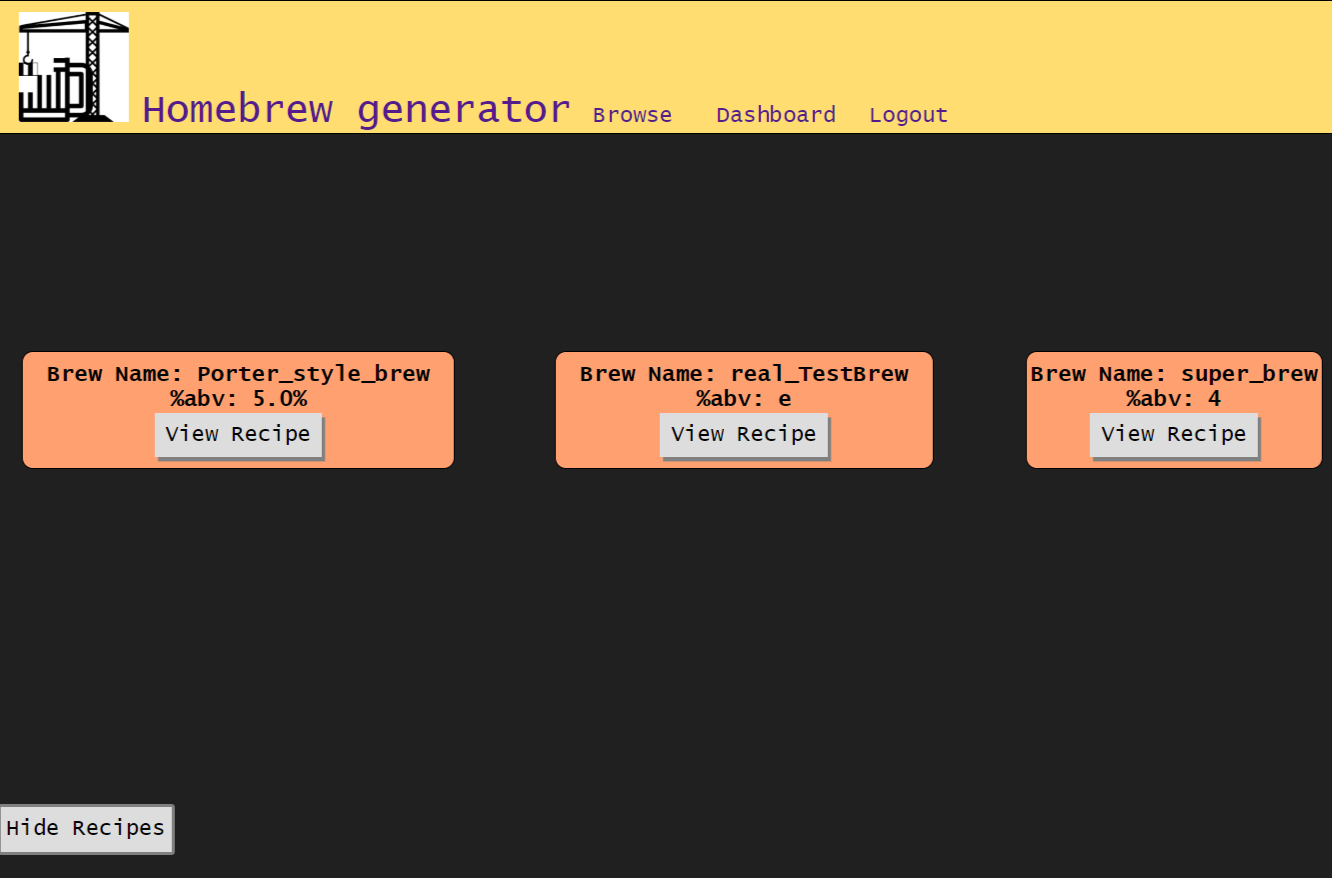 Homebrew generator Browse Dashboard Logout
Brew Name: Porter_style_brew
%abv: 5.0%
View Recipe
Brew Name: real_TestBrew
%abv: e
View Recipe
Brew Name: super_brew
%abv: 4
View Recipe
Hide Recipes